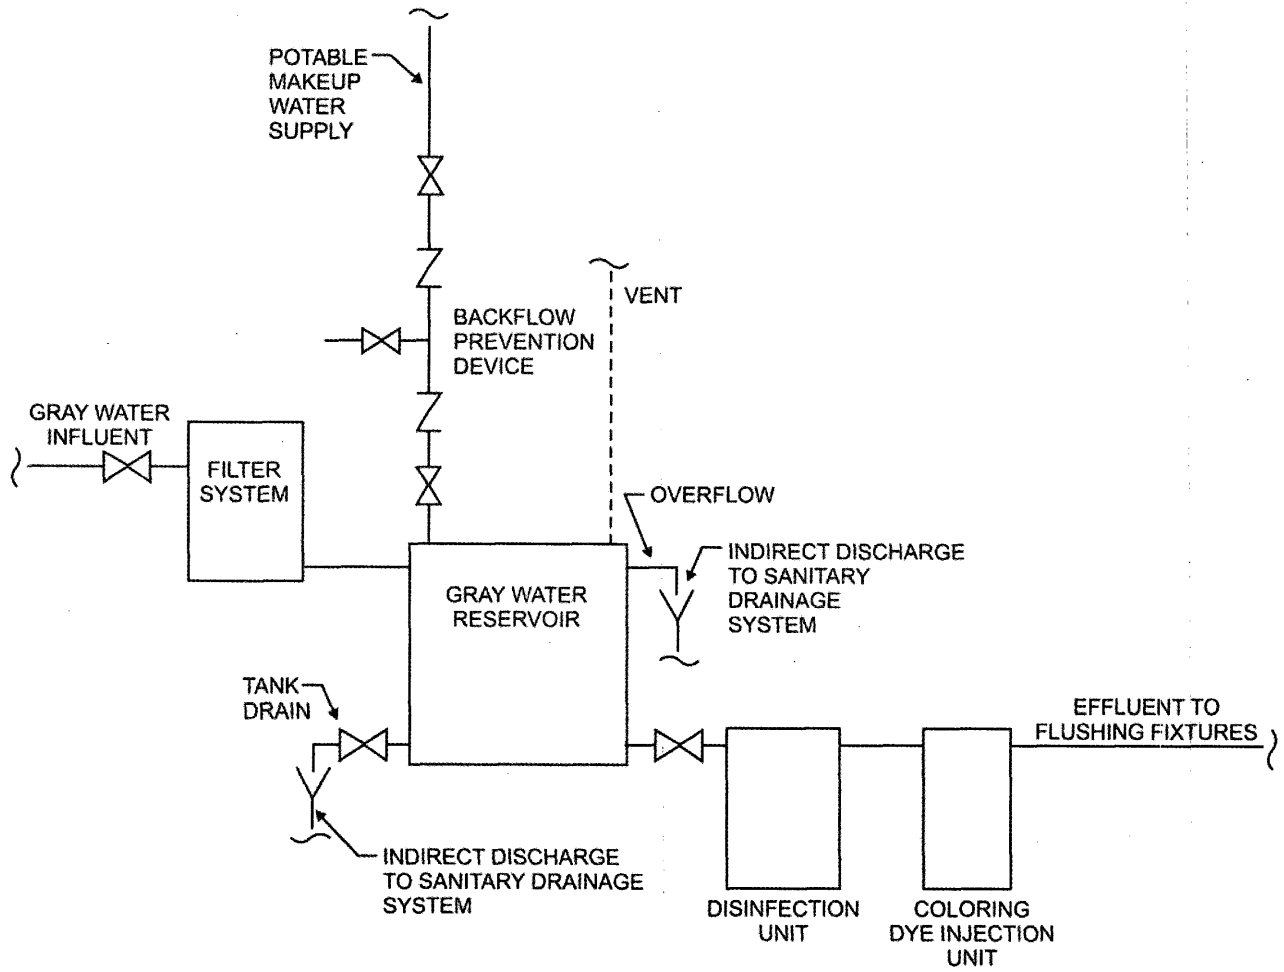 POTABLE
MAKEUP
WATER
SUPPLY
VENT
BACKFLOW
PREVENTION
DEVICE
GRAY WATER
INFLUENT
FILTER
SYSTEM
OVERFLOW
INDIRECT DISCHARGE
TO SANITARY
DRAINAGE
SYSTEM
GRAY WATER
RESERVOIR
TANK
DRAIN
EFFLUENT TO
FLUSHING FIXTURES
INDIRECT DISCHARGE
TO SANITARY DRAINAGE
SYSTEM
DISINFECTION
UNIT
COLORING
DYE INJECTION
UNIT